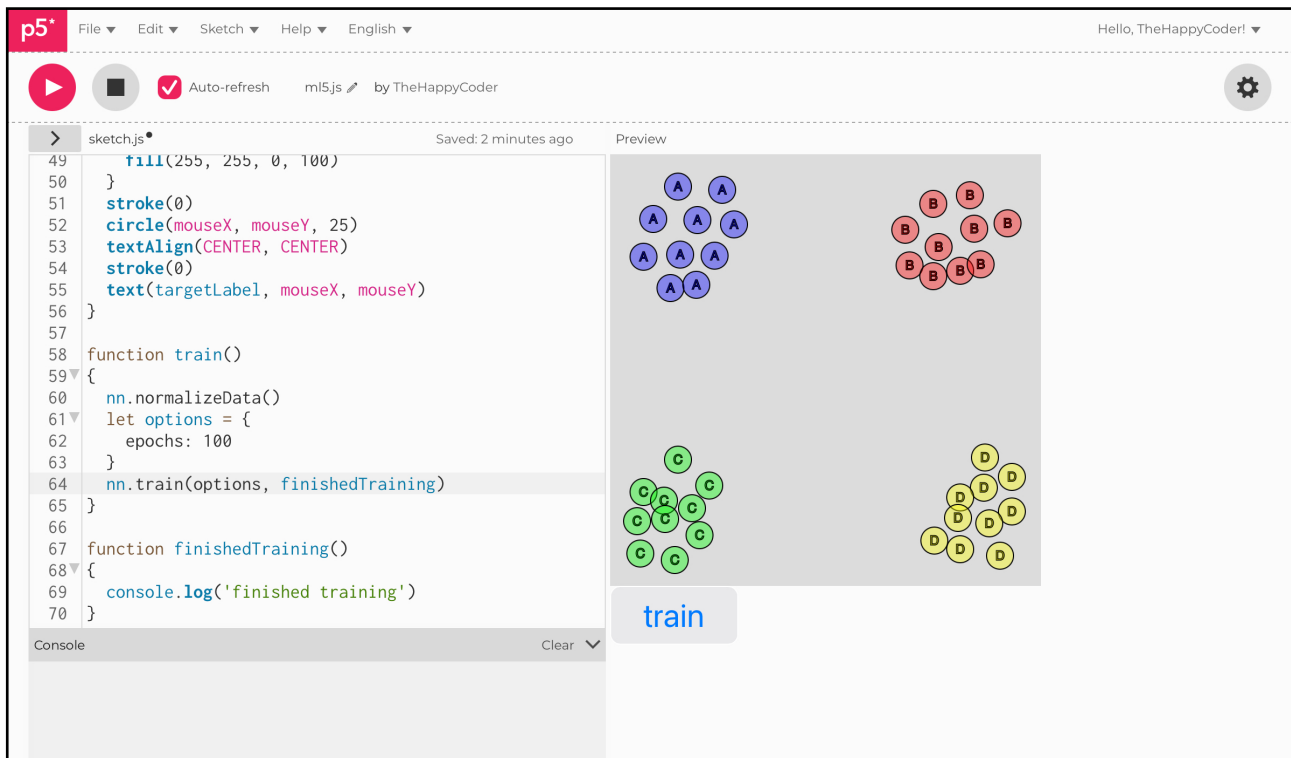 p5* File Edit Sketch Help English Hello, TheHappyCoder!
Auto-refresh ml5.js by TheHappyCoder
sketch.js Saved: 2 minutes ago Preview
49 fill(255, 255, 0, 100)
50 }
51 stroke(0)
52 circle(mouseX, mouseY, 25)
53 textAlign(CENTER, CENTER)
54 stroke(0)
55 text(targetLabel, mouseX, mouseY)
56 }
57
58 function train()
59 {
60 nn.normalizeData()
61 let options = {
62 epochs: 100
63 }
64 nn.train(options, finishedTraining)
65 }
66
67 function finishedTraining()
68 {
69 console.log('finished training')
70 }
Console Clear
A A
A A A
A A A
A A
B B
B B B
B
B B B B
C
C C C
C C C
C
C C
D
D D
D D
D D D
D D D
train